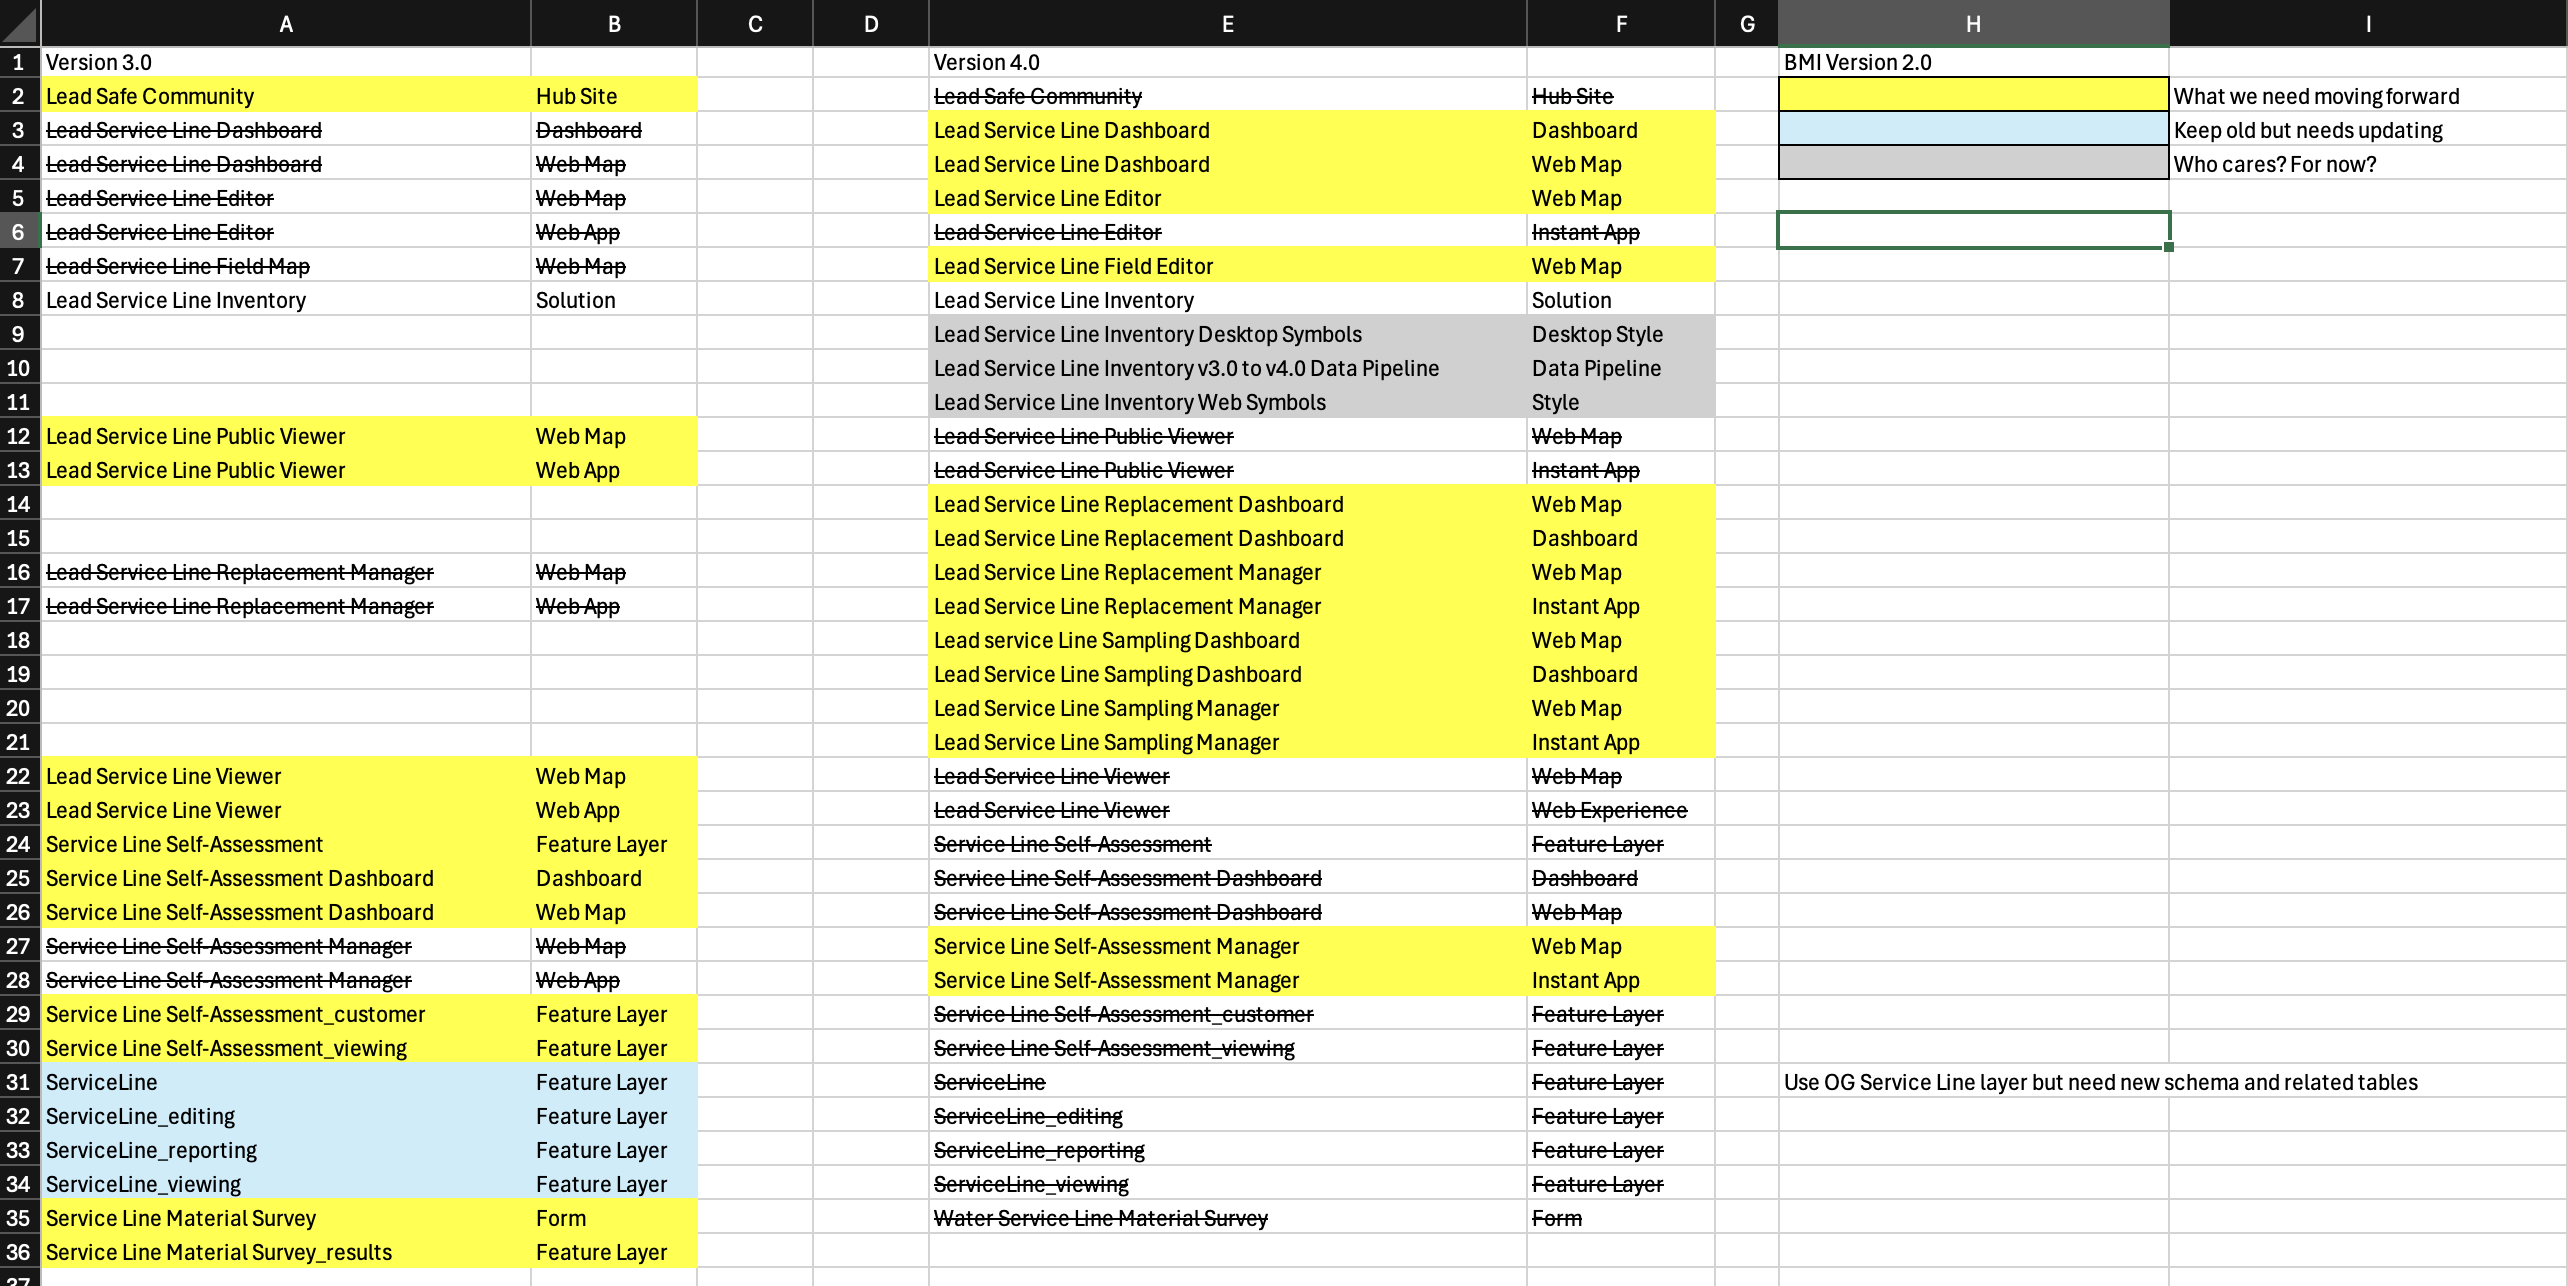 A B C D E F G H I
1 Version 3.0 Version 4.0 BMI Version 2.0
2 Lead Safe Community Hub Site Lead Safe Community Hub Site What we need moving forward
3 Lead Service Line Dashboard Dashboard Lead Service Line Dashboard Dashboard Keep old but needs updating
4 Lead Service Line Dashboard Web Map Lead Service Line Dashboard Web Map Who cares? For now?
5 Lead Service Line Editor Web Map Lead Service Line Editor Web Map
6 Lead Service Line Editor Web App Lead Service Line Editor Instant App
7 Lead Service Line Field Map Web Map Lead Service Line Field Editor Web Map
8 Lead Service Line Inventory Solution Lead Service Line Inventory Solution
9 Lead Service Line Inventory Desktop Symbols Desktop Style
10 Lead Service Line Inventory v3.0 to v4.0 Data Pipeline Data Pipeline
11 Lead Service Line Inventory Web Symbols Style
12 Lead Service Line Public Viewer Web Map Lead Service Line Public Viewer Web Map
13 Lead Service Line Public Viewer Web App Lead Service Line Public Viewer Instant App
14 Lead Service Line Replacement Dashboard Web Map
15 Lead Service Line Replacement Dashboard Dashboard
16 Lead Service Line Replacement Manager Web Map Lead Service Line Replacement Manager Web Map
17 Lead Service Line Replacement Manager Web App Lead Service Line Replacement Manager Instant App
18 Lead service Line Sampling Dashboard Web Map
19 Lead Service Line Sampling Dashboard Dashboard
20 Lead Service Line Sampling Manager Web Map
21 Lead Service Line Sampling Manager Instant App
22 Lead Service Line Viewer Web Map Lead Service Line Viewer Web Map
23 Lead Service Line Viewer Web App Lead Service Line Viewer Web Experience
24 Service Line Self-Assessment Feature Layer Service Line Self-Assessment Feature Layer
25 Service Line Self-Assessment Dashboard Dashboard Service Line Self-Assessment Dashboard Dashboard
26 Service Line Self-Assessment Dashboard Web Map Service Line Self-Assessment Dashboard Web Map
27 Service Line Self-Assessment Manager Web Map Service Line Self-Assessment Manager Web Map
28 Service Line Self-Assessment Manager Web App Service Line Self-Assessment Manager Instant App
29 Service Line Self-Assessment_customer Feature Layer Service Line Self-Assessment_customer Feature Layer
30 Service Line Self-Assessment_viewing Feature Layer Service Line Self-Assessment_viewing Feature Layer
31 ServiceLine Feature Layer ServiceLine Feature Layer Use OG Service Line layer but need new schema and related tables
32 ServiceLine_editing Feature Layer ServiceLine_editing Feature Layer
33 ServiceLine_reporting Feature Layer ServiceLine_reporting Feature Layer
34 ServiceLine_viewing Feature Layer ServiceLine_viewing Feature Layer
35 Service Line Material Survey Form Water Service Line Material Survey Form
36 Service Line Material Survey_results Feature Layer
37